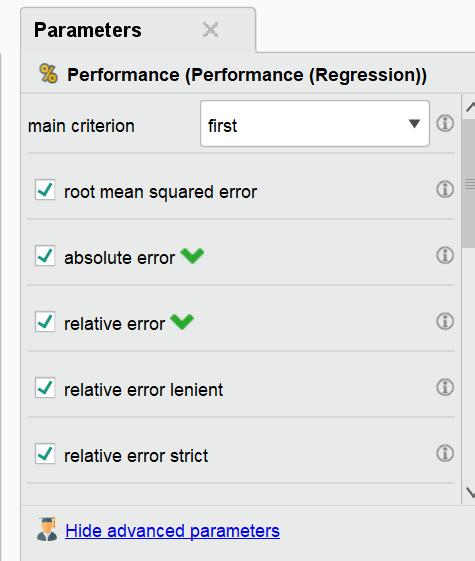 Parameters
Performance (Performance (Regression))
main criterion first
root mean squared error
absolute error
relative error
relative error lenient
relative error strict
Hide advanced parameters